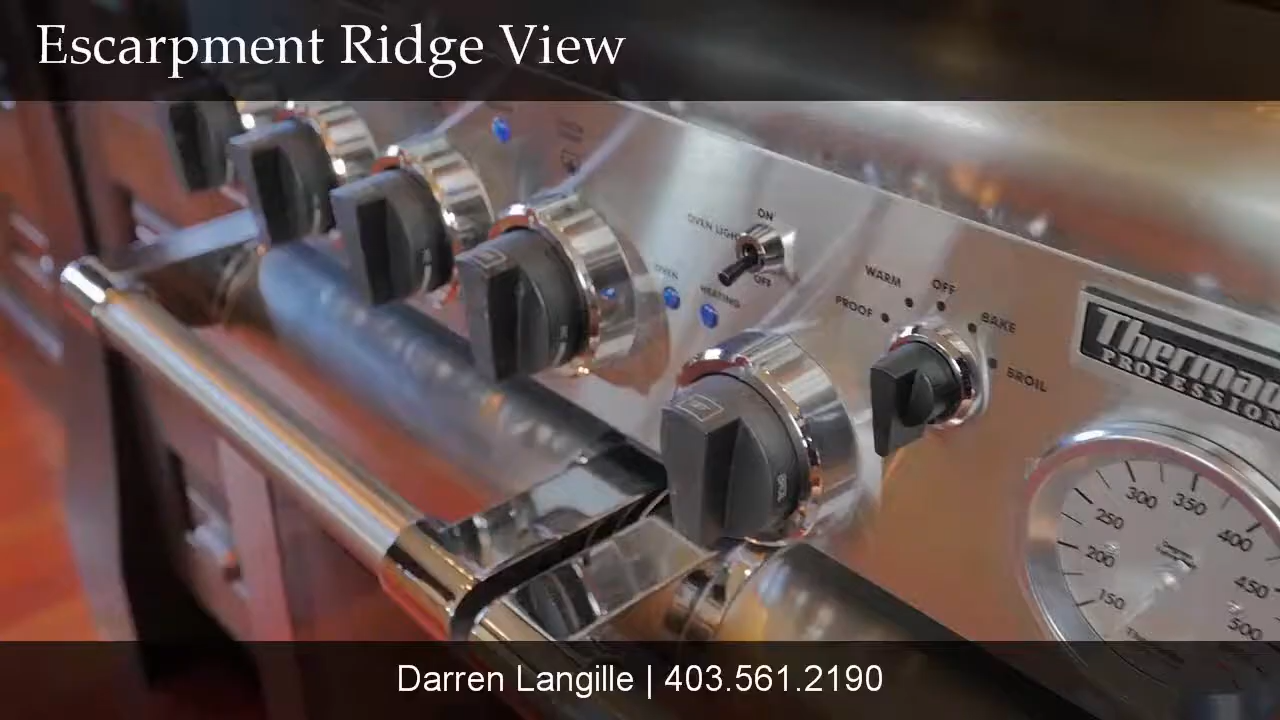 Escarpment Ridge View
ON
OVEN LIGHT
OFF
OVEN
HEATING
WARM
OFF
PROOF
BAKE
BROIL
Thermador
PROFESSIONAL
300 350
250
400
200
450
150
500
Darren Langille | 403.561.2190